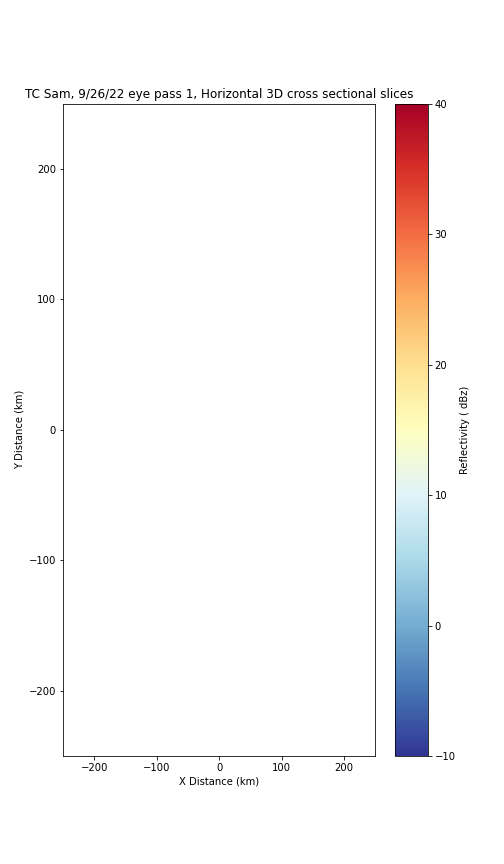 TC Sam, 9/26/22 eye pass 1, Horizontal 3D cross sectional slices
200
100
0
−100
−200
Y Distance (km)
−200 −100 0 100 200
X Distance (km)
40
30
20
10
0
−10
Reflectivity ( dBz)